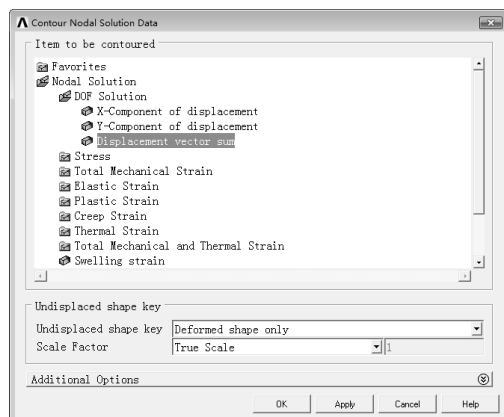 Contour Nodal Solution Data
Item to be contoured
Favorites
Nodal Solution
DOF Solution
X-Component of displacement
Y-Component of displacement
Displacement vector sum
Stress
Total Mechanical Strain
Elastic Strain
Plastic Strain
Creep Strain
Thermal Strain
Total Mechanical and Thermal Strain
Swelling strain
Undisplaced shape key
Undisplaced shape key Deformed shape only
Scale Factor True Scale 1
Additional Options
OK Apply Cancel Help